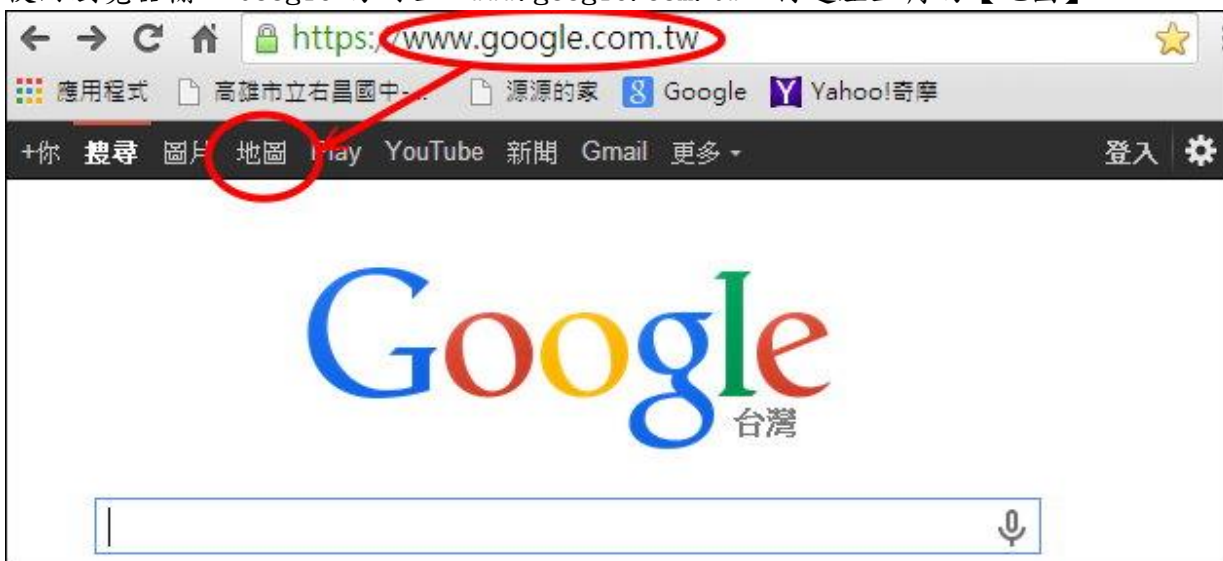 https://www.google.com.tw
應用程式 高雄市立右昌國中-... 源源的家 Google Yahoo!奇摩
+你 搜尋 圖片 地圖 Play YouTube 新聞 Gmail 更多 登入
Google
台灣